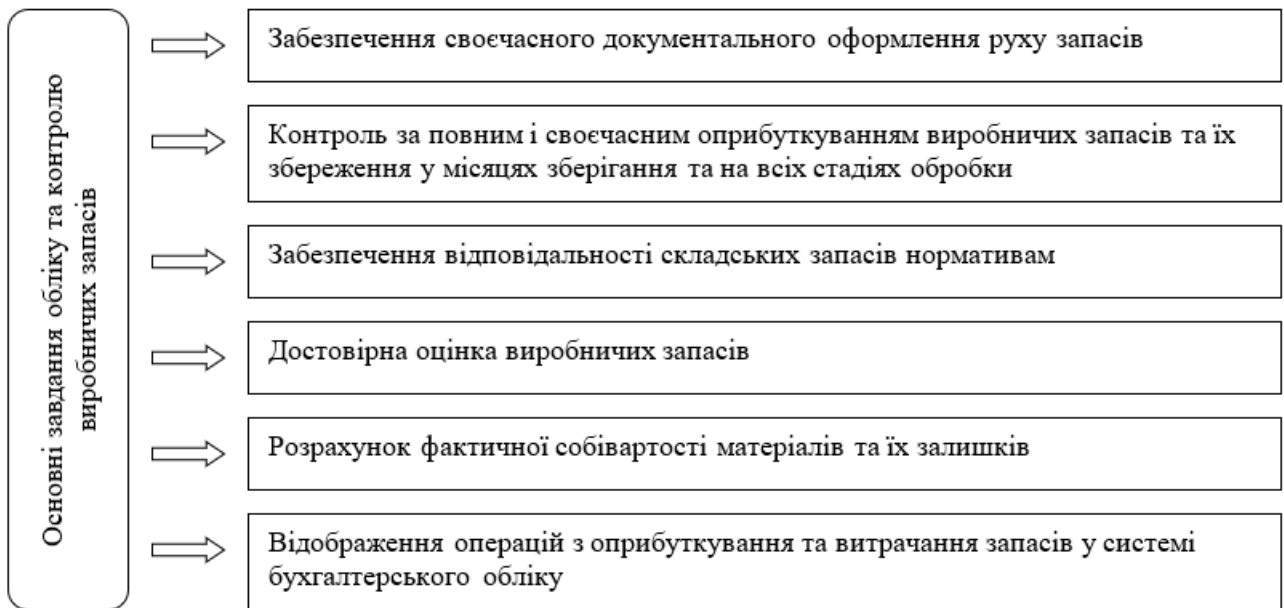 Основні завдання обліку та контролю
виробничих запасів
Забезпечення своєчасного документального оформлення руху запасів
Контроль за повним і своєчасним оприбуткуванням виробничих запасів та їх
збереження у місяцях зберігання та на всіх стадіях обробки
Забезпечення відповідальності складських запасів нормативам
Достовірна оцінка виробничих запасів
Розрахунок фактичної собівартості матеріалів та їх залишків
Відображення операцій з оприбуткування та витрачання запасів у системі
бухгалтерського обліку